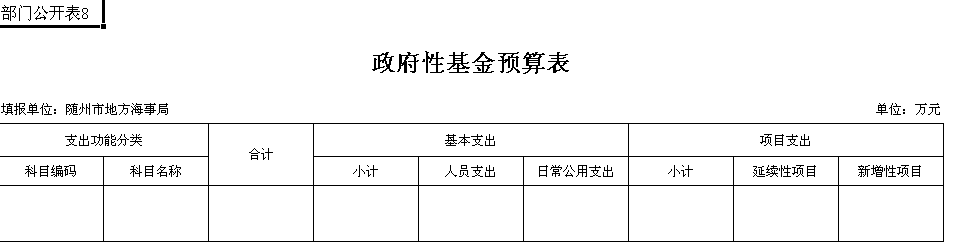 部门公开表8
政府性基金预算表
填报单位：随州市地方海事局 单位：万元
支出功能分类 合计 基本支出 项目支出
科目编码 科目名称 小计 人员支出 日常公用支出 小计 延续性项目 新增性项目